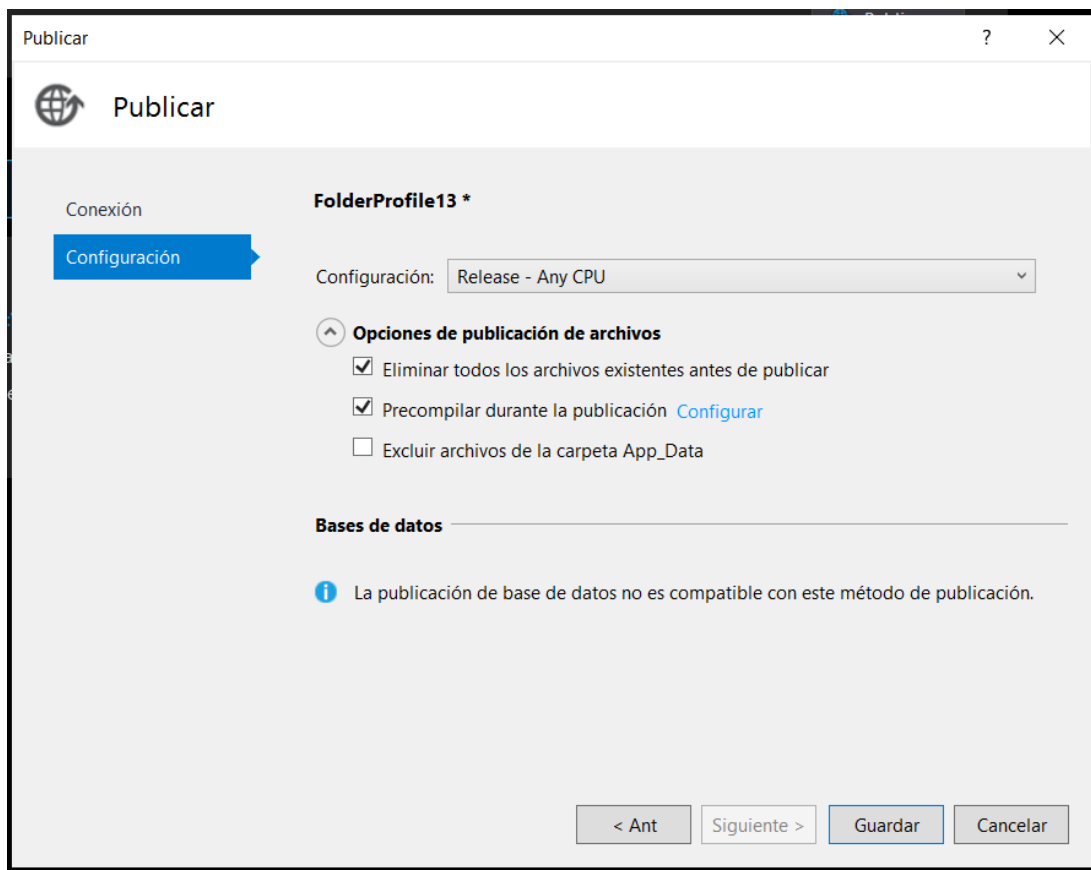 Publicar
?
Publicar
Conexión
Configuración
FolderProfile13 *
Configuración: Release - Any CPU
Opciones de publicación de archivos
Eliminar todos los archivos existentes antes de publicar
Precompilar durante la publicación Configurar
Excluir archivos de la carpeta App_Data
Bases de datos
La publicación de base de datos no es compatible con este método de publicación.
< Ant Siguiente > Guardar Cancelar